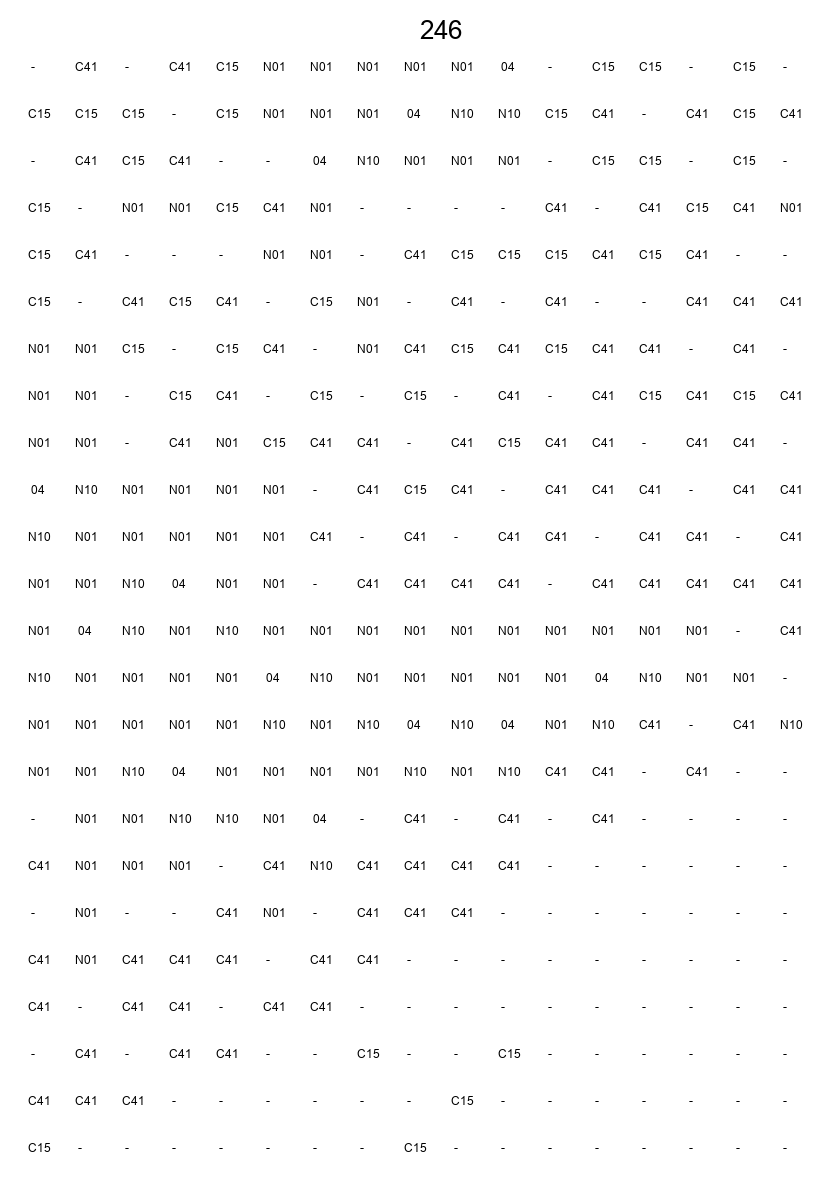 246
- C41 - C41 C15 N01 N01 N01 N01 N01 04 - C15 C15 - C15 -
C15 C15 C15 - C15 N01 N01 N01 04 N10 N10 C15 C41 - C41 C15 C41
- C41 C15 C41 - - 04 N10 N01 N01 N01 - C15 C15 - C15 -
C15 - N01 N01 C15 C41 N01 - - - - C41 - C41 C15 C41 N01
C15 C41 - - - N01 N01 - C41 C15 C15 C15 C41 C15 C41 - -
C15 - C41 C15 C41 - C15 N01 - C41 - C41 - - C41 C41 C41
N01 N01 C15 - C15 C41 - N01 C41 C15 C41 C15 C41 C41 - C41 -
N01 N01 - C15 C41 - C15 - C15 - C41 - C41 C15 C41 C15 C41
N01 N01 - C41 N01 C15 C41 C41 - C41 C15 C41 C41 - C41 C41 -
04 N10 N01 N01 N01 N01 - C41 C15 C41 - C41 C41 C41 - C41 C41
N10 N01 N01 N01 N01 N01 C41 - C41 - C41 C41 - C41 C41 - C41
N01 N01 N10 04 N01 N01 - C41 C41 C41 C41 - C41 C41 C41 C41 C41
N01 04 N10 N01 N10 N01 N01 N01 N01 N01 N01 N01 N01 N01 N01 - C41
N10 N01 N01 N01 N01 04 N10 N01 N01 N01 N01 N01 04 N10 N01 N01 -
N01 N01 N01 N01 N01 N10 N01 N10 04 N10 04 N01 N10 C41 - C41 N10
N01 N01 N10 04 N01 N01 N01 N01 N10 N01 N10 C41 C41 - C41 - -
- N01 N01 N10 N10 N01 04 - C41 - C41 - C41 - - - -
C41 N01 N01 N01 - C41 N10 C41 C41 C41 C41 - - - - - -
- N01 - - C41 N01 - C41 C41 C41 - - - - - - -
C41 N01 C41 C41 C41 - C41 C41 - - - - - - - - -
C41 - C41 C41 - C41 C41 - - - - - - - - - -
- C41 - C41 C41 - - C15 - - C15 - - - - - -
C41 C41 C41 - - - - - - C15 - - - - - - -
C15 - - - - - - - C15 - - - - - - - -